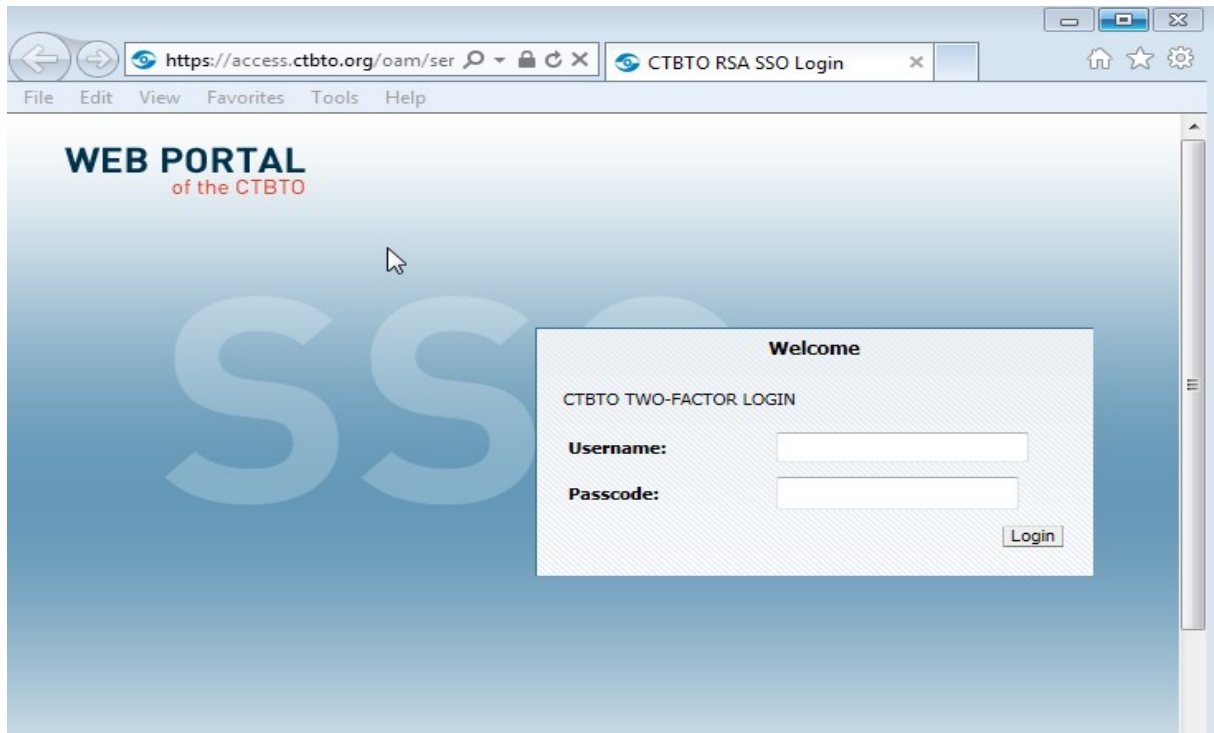 https://access.ctbto.org/oam/ser
CTBTO RSA SSO Login
File Edit View Favorites Tools Help
WEB PORTAL
of the CTBTO
SSO
Welcome
CTBTO TWO-FACTOR LOGIN
Username:
Passcode:
Login